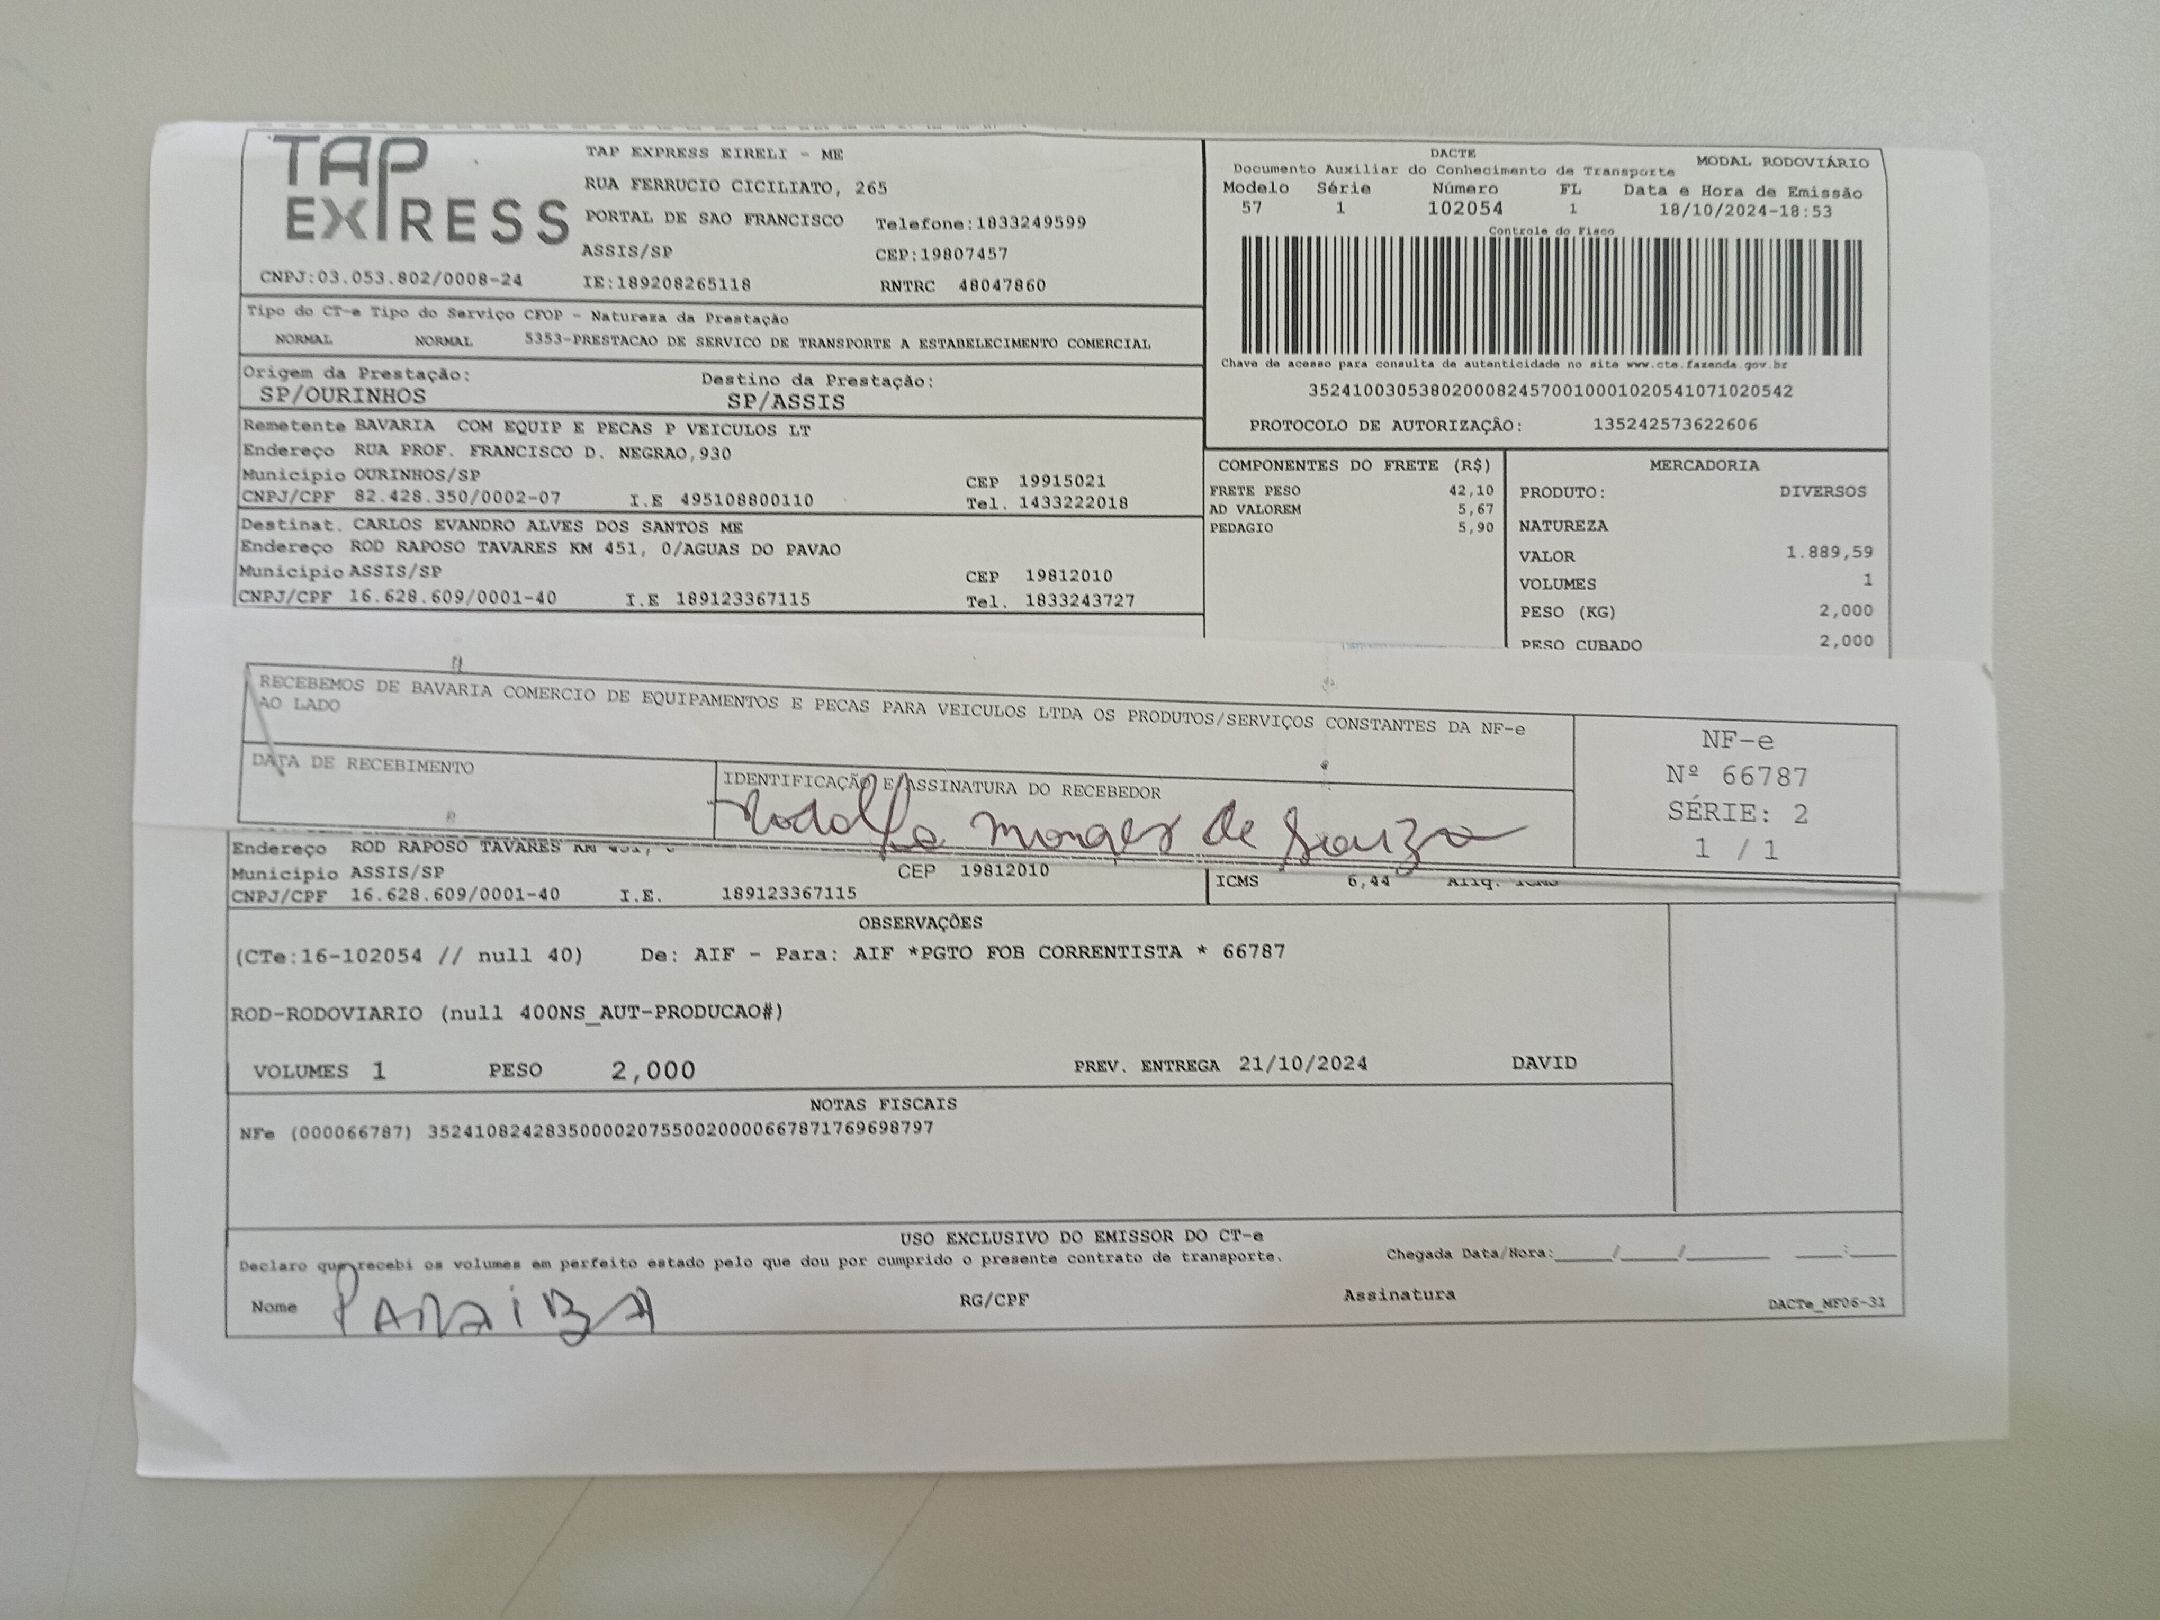 TAP EXPRESS
TAP EXPRESS EIRELI - ME
RUA FERRUCIO CICILIATO, 265
PORTAL DE SAO FRANCISCO Telefone:1833249599
ASSIS/SP CEP:19807457
CNPJ:03.053.802/0008-24 IE:189208265118 RNTRC 48047860
DACTE MODAL RODOVIÁRIO
Documento Auxiliar do Conhecimento de Transporte
Modelo Série Número FL Data e Hora de Emissão
57 1 102054 1 18/10/2024-18:53
Controle do Fisco
Chave de acesso para consulta de autenticidade no site www.cte.fazenda.gov.br
35241003053802000824570010001020541071020542
PROTOCOLO DE AUTORIZAÇÃO: 135242573622606
Tipo do CT-e Tipo do Serviço CFOP - Natureza da Prestação
NORMAL NORMAL 5353-PRESTACAO DE SERVICO DE TRANSPORTE A ESTABELECIMENTO COMERCIAL
Origem da Prestação: Destino da Prestação:
SP/OURINHOS SP/ASSIS
Remetente BAVARIA COM EQUIP E PECAS P VEICULOS LT
Endereço RUA PROF. FRANCISCO D. NEGRAO,930
Município OURINHOS/SP CEP 19915021
CNPJ/CPF 82.428.350/0002-07 I.E 495108800110 Tel. 1433222018
Destinat. CARLOS EVANDRO ALVES DOS SANTOS ME
Endereço ROD RAPOSO TAVARES KM 451, 0/AGUAS DO PAVAO
Município ASSIS/SP CEP 19812010
CNPJ/CPF 16.628.609/0001-40 I.E 189123367115 Tel. 1833243727
COMPONENTES DO FRETE (R$)
FRETE PESO 42,10
AD VALOREM 5,67
PEDAGIO 5,90
MERCADORIA
PRODUTO: DIVERSOS
NATUREZA
VALOR 1.889,59
VOLUMES 1
PESO (KG) 2,000
PESO CUBADO 2,000
RECEBEMOS DE BAVARIA COMERCIO DE EQUIPAMENTOS E PECAS PARA VEICULOS LTDA OS PRODUTOS/SERVIÇOS CONSTANTES DA NF-e
AO LADO
DATA DE RECEBIMENTO
IDENTIFICAÇÃO E ASSINATURA DO RECEBEDOR
Rodolfo Moraes de Souza
NF-e
Nº 66787
SÉRIE: 2
1 / 1
Endereço ROD RAPOSO TAVARES KM
Município ASSIS/SP CEP 19812010
CNPJ/CPF 16.628.609/0001-40 I.E. 189123367115
ICMS 6,44 Aliq. ICMS
OBSERVAÇÕES
(CTe:16-102054 // null 40) De: AIF - Para: AIF *PGTO FOB CORRENTISTA * 66787
ROD-RODOVIARIO (null 400NS_AUT-PRODUCAO#)
VOLUMES 1 PESO 2,000 PREV. ENTREGA 21/10/2024 DAVID
NOTAS FISCAIS
NFe (000066787) 35241082428350000207550020000667871769698797
USO EXCLUSIVO DO EMISSOR DO CT-e
Declaro que recebi os volumes em perfeito estado pelo que dou por cumprido o presente contrato de transporte. Chegada Data/Hora:____/____/______ ___:___
Nome PARAIBA RG/CPF Assinatura
DACTe_MF06-31